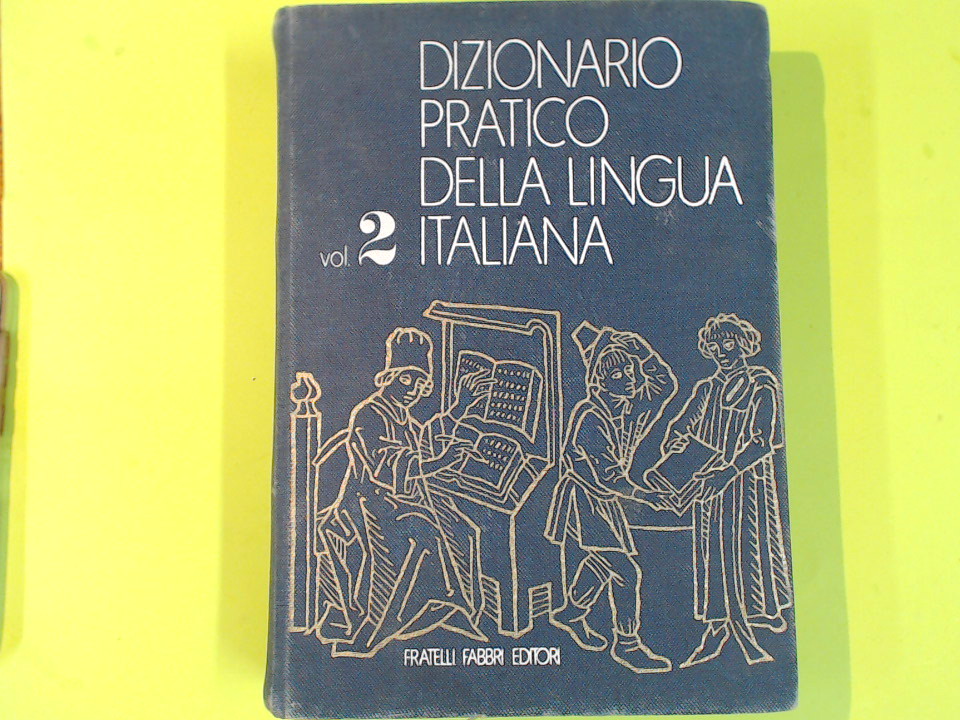 DIZIONARIO
PRATICO
DELLA LINGUA
vol. 2 ITALIANA
FRATELLI FABBRI EDITORI